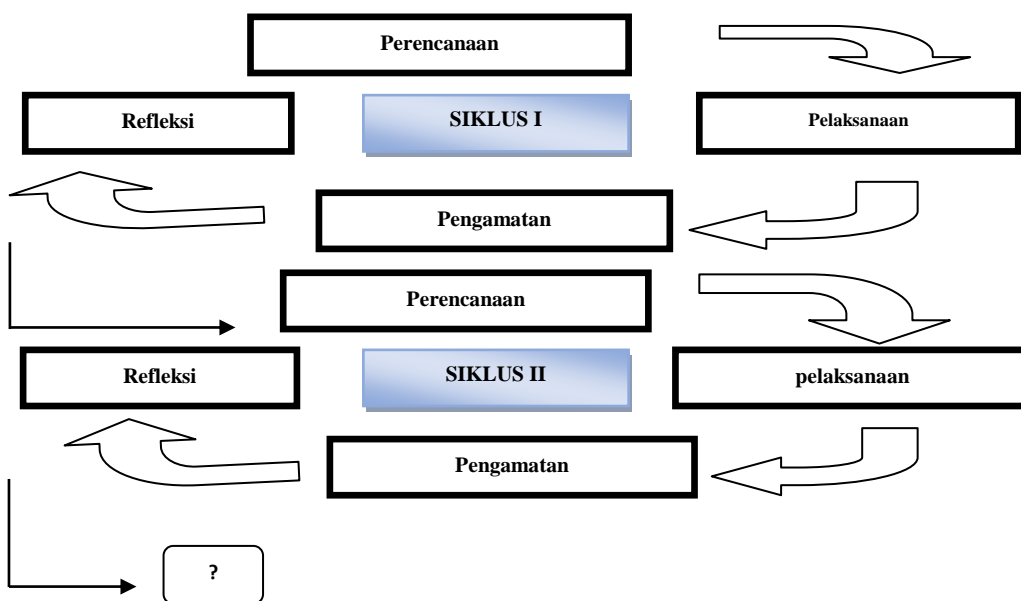 Perencanaan
Refleksi
SIKLUS I
Pelaksanaan
Pengamatan
Perencanaan
Refleksi
SIKLUS II
pelaksanaan
Pengamatan
?